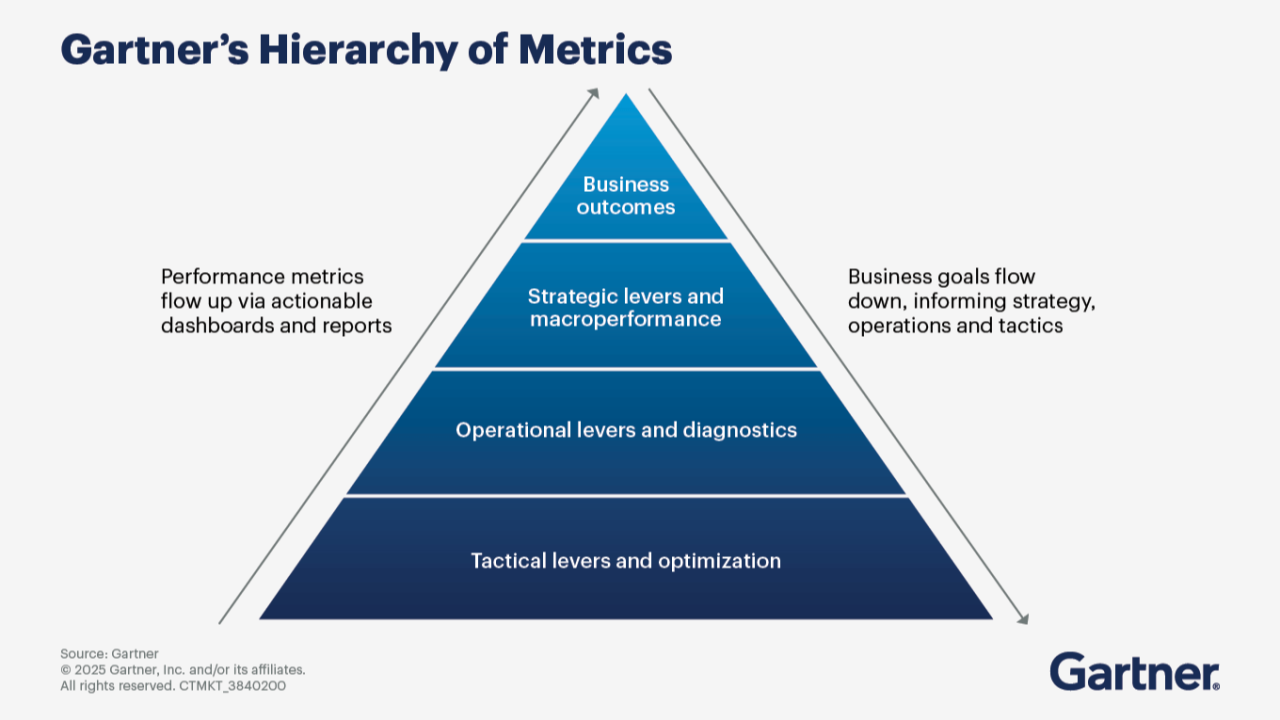 Gartner’s Hierarchy of Metrics
Business
outcomes
Performance metrics
flow up via actionable
dashboards and reports
Strategic levers and
macroperformance
Business goals flow
down, informing strategy,
operations and tactics
Operational levers and diagnostics
Tactical levers and optimization
Source: Gartner
© 2025 Gartner, Inc. and/or its affiliates.
All rights reserved. CTMKT_3840200
Gartner®